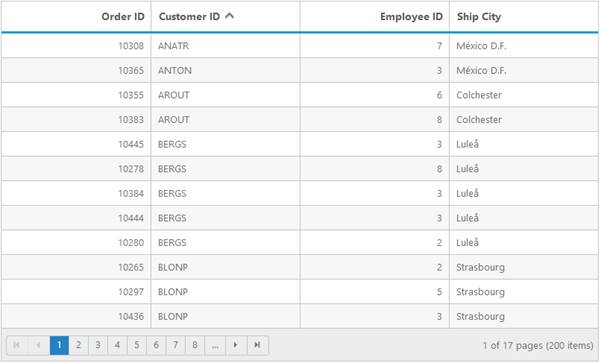 Order ID Customer ID Employee ID Ship City
10308 ANATR 7 México D.F.
10365 ANTON 3 México D.F.
10355 AROUT 6 Colchester
10383 AROUT 8 Colchester
10445 BERGS 3 Luleå
10278 BERGS 8 Luleå
10384 BERGS 3 Luleå
10444 BERGS 3 Luleå
10280 BERGS 2 Luleå
10265 BLONP 2 Strasbourg
10297 BLONP 5 Strasbourg
10436 BLONP 3 Strasbourg
1 2 3 4 5 6 7 8 ... 1 of 17 pages (200 items)